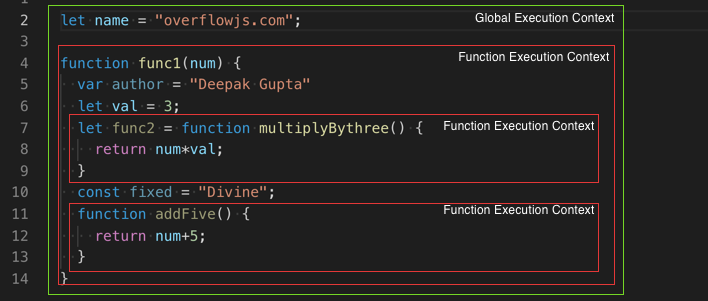 2 let name = "overflowjs.com"; Global Execution Context
4 function func1(num) { Function Execution Context
5 var author = "Deepak Gupta"
6 let val = 3;
7 let func2 = function multiplyBythree() { Function Execution Context
8 return num*val;
9 }
10 const fixed = "Divine";
11 function addFive() { Function Execution Context
12 return num+5;
13 }
14 }